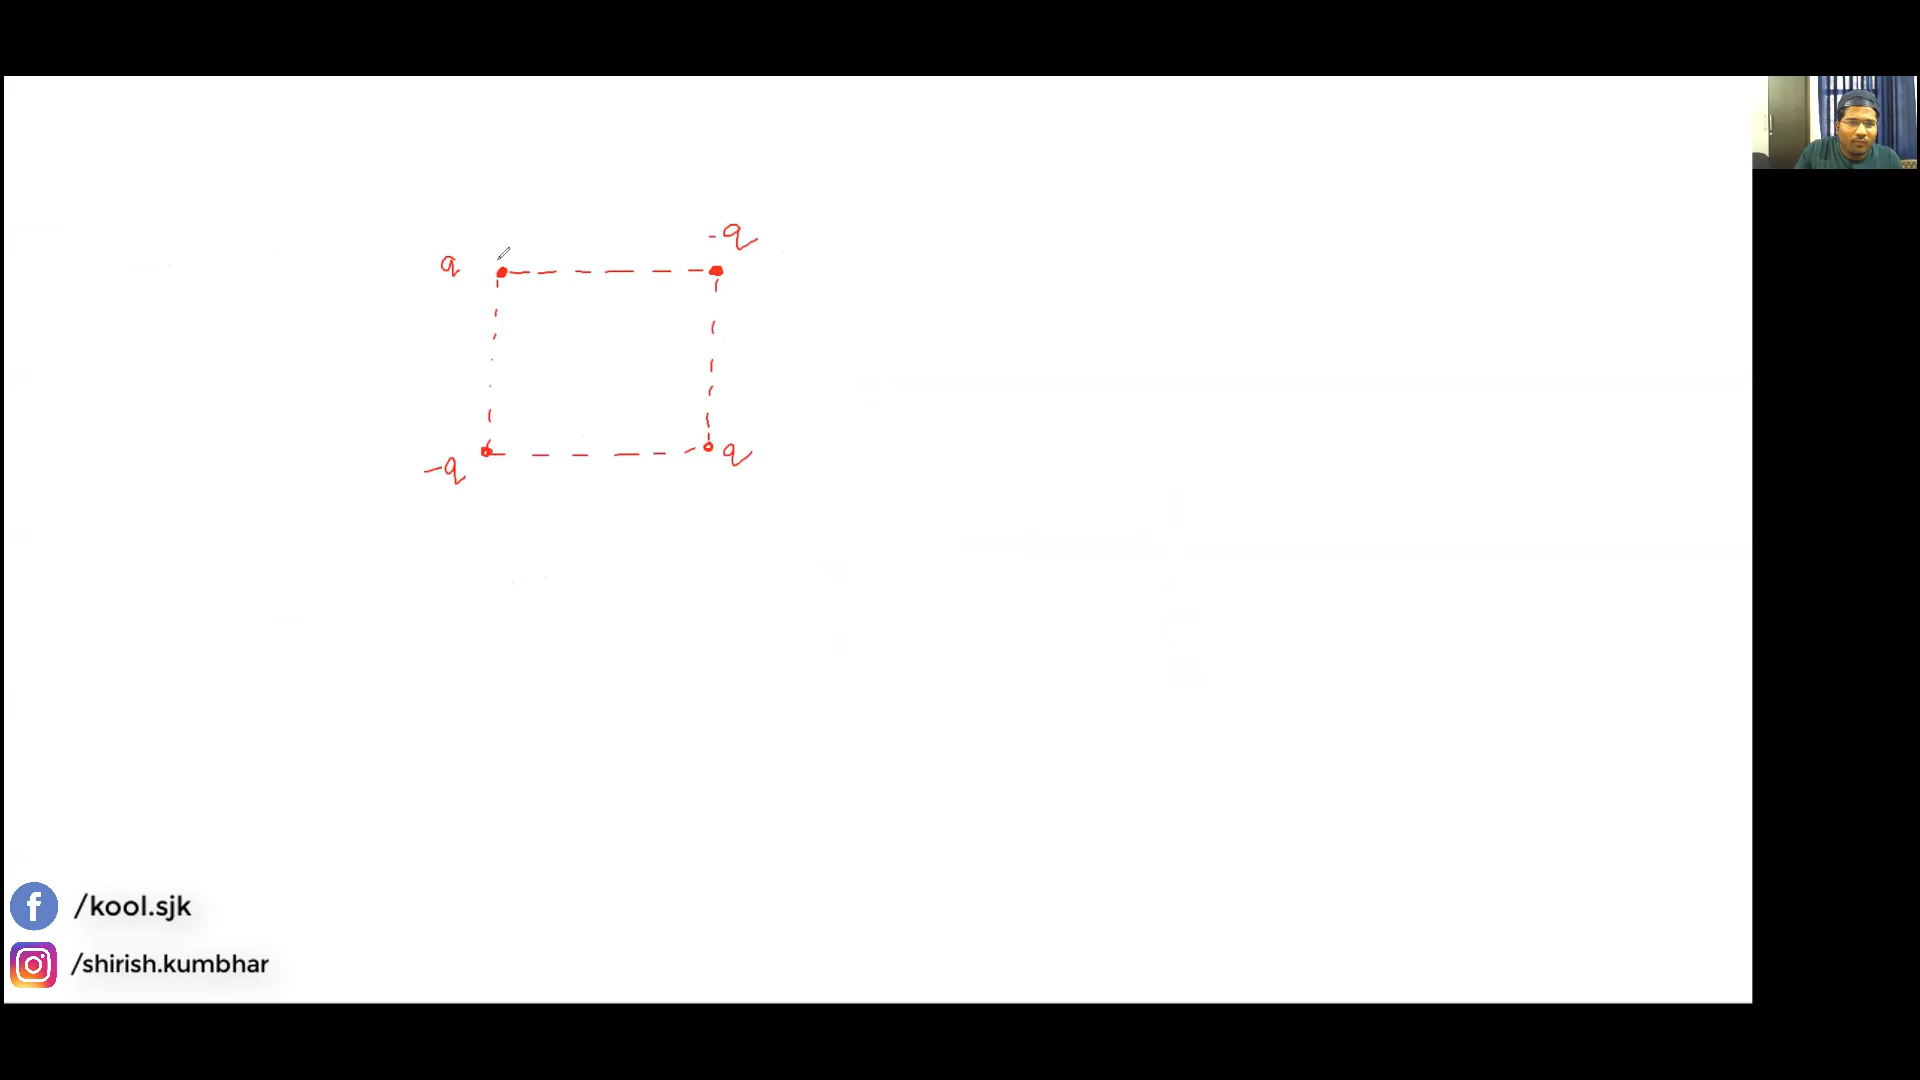 -q
q
-q
q
/kool.sjk
/shirish.kumbhar